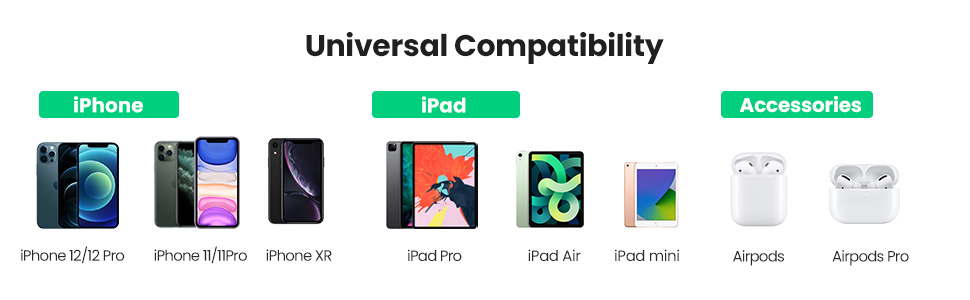 Universal Compatibility
iPhone
iPad
Accessories
iPhone 12/12 Pro
iPhone 11/11Pro
iPhone XR
iPad Pro
iPad Air
iPad mini
Airpods
Airpods Pro